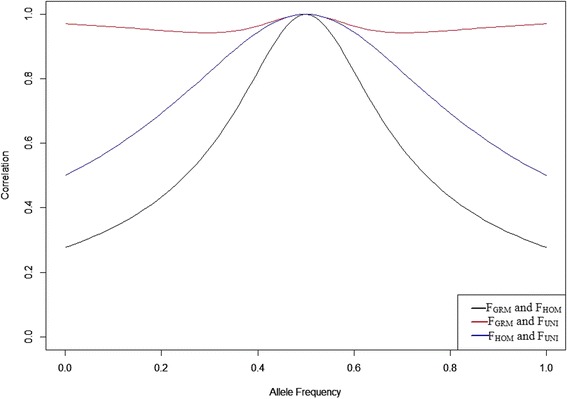 1.0
0.8
0.6
0.4
0.2
0.0
Correlation
0.0 0.2 0.4 0.6 0.8 1.0
Allele Frequency
FGRM and FHOM
FGRM and FUNI
FHOM and FUNI